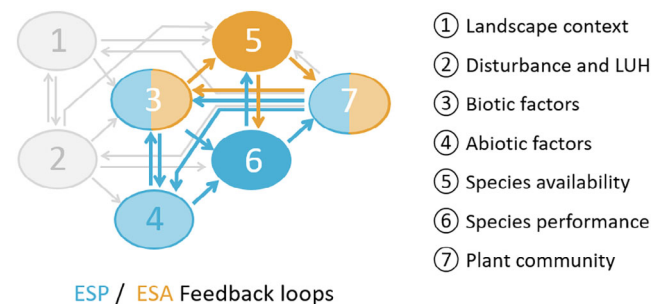 1
2
3
4
5
6
7
① Landscape context
② Disturbance and LUH
③ Biotic factors
④ Abiotic factors
⑤ Species availability
⑥ Species performance
⑦ Plant community
ESP / ESA Feedback loops